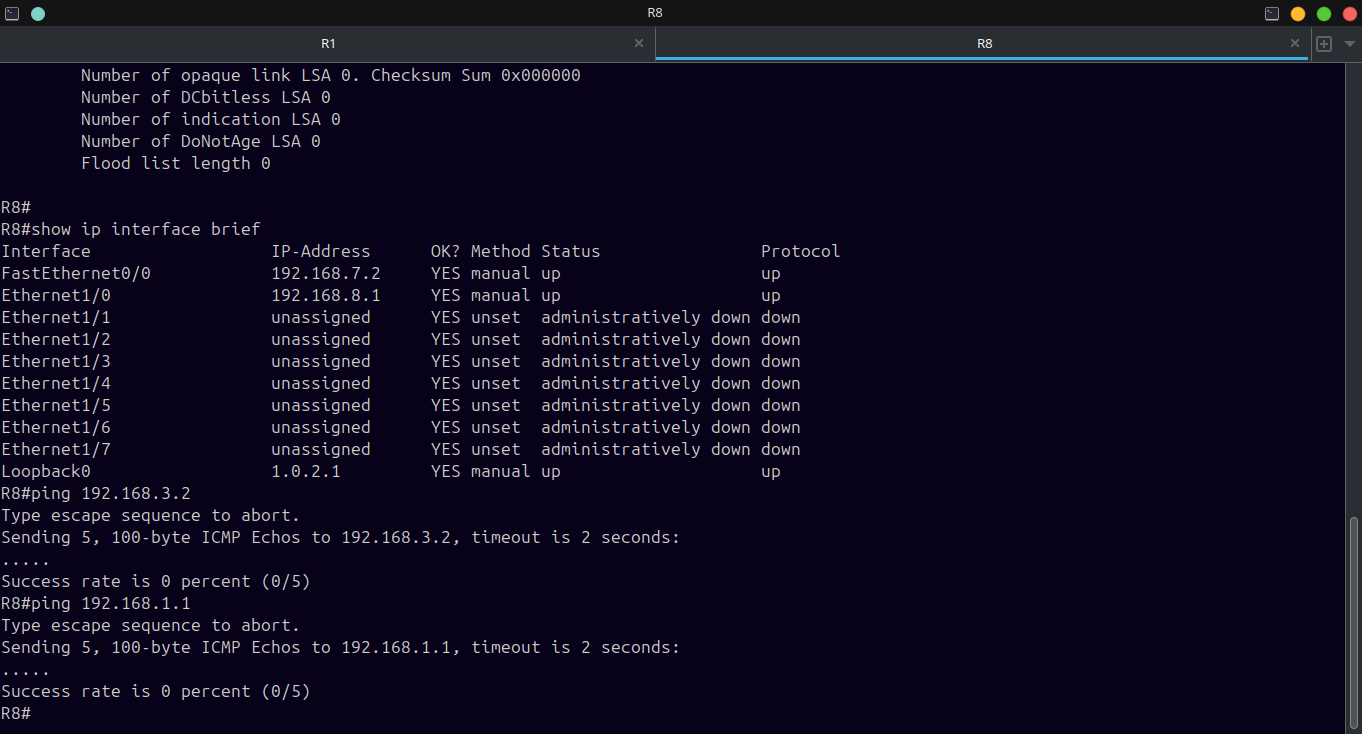 R8
R1
R8
        Number of opaque link LSA 0. Checksum Sum 0x000000
        Number of DCbitless LSA 0
        Number of indication LSA 0
        Number of DoNotAge LSA 0
        Flood list length 0

R8#
R8#show ip interface brief
Interface                  IP-Address      OK? Method Status                Protocol
FastEthernet0/0            192.168.7.2     YES manual up                    up
Ethernet1/0                192.168.8.1     YES manual up                    up
Ethernet1/1                unassigned      YES unset  administratively down down
Ethernet1/2                unassigned      YES unset  administratively down down
Ethernet1/3                unassigned      YES unset  administratively down down
Ethernet1/4                unassigned      YES unset  administratively down down
Ethernet1/5                unassigned      YES unset  administratively down down
Ethernet1/6                unassigned      YES unset  administratively down down
Ethernet1/7                unassigned      YES unset  administratively down down
Loopback0                  1.0.2.1         YES manual up                    up
R8#ping 192.168.3.2
Type escape sequence to abort.
Sending 5, 100-byte ICMP Echos to 192.168.3.2, timeout is 2 seconds:
.....
Success rate is 0 percent (0/5)
R8#ping 192.168.1.1
Type escape sequence to abort.
Sending 5, 100-byte ICMP Echos to 192.168.1.1, timeout is 2 seconds:
.....
Success rate is 0 percent (0/5)
R8#